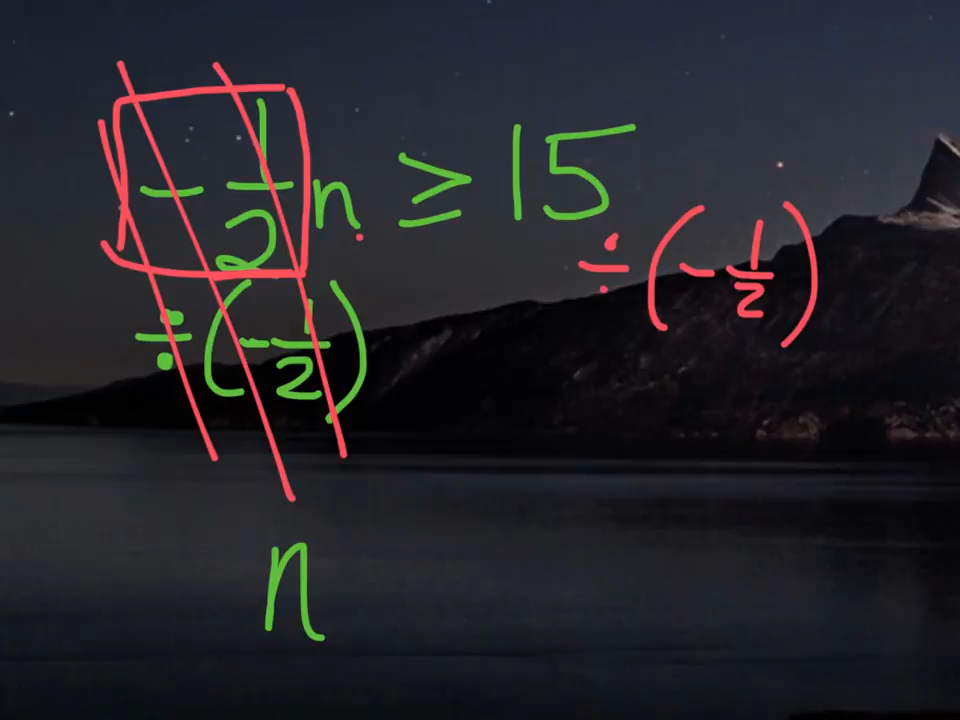 -1/2 n ≥ 15
÷ (-1/2) ÷ (-1/2)
n